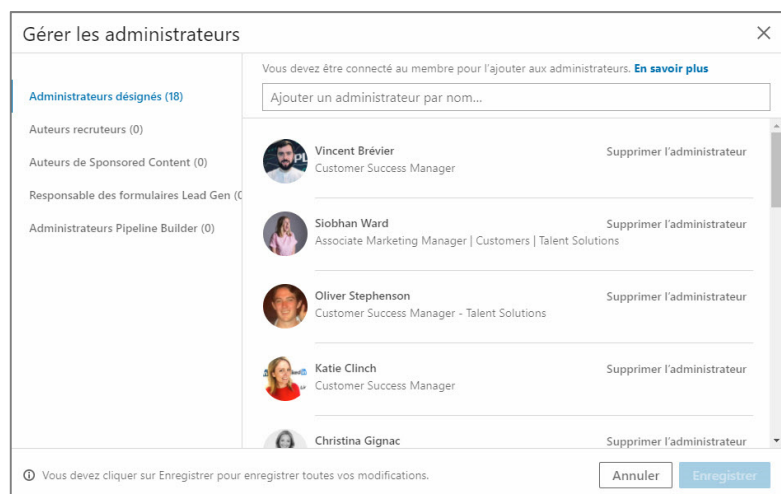 Gérer les administrateurs
Vous devez être connecté au membre pour l'ajouter aux administrateurs. En savoir plus
Administrateurs désignés (18)
Auteurs recruteurs (0)
Auteurs de Sponsored Content (0)
Responsable des formulaires Lead Gen (0
Administrateurs Pipeline Builder (0)
Ajouter un administrateur par nom...
Vincent Brévier
Customer Success Manager
Supprimer l'administrateur
Siobhan Ward
Associate Marketing Manager | Customers | Talent Solutions
Supprimer l'administrateur
Oliver Stephenson
Customer Success Manager - Talent Solutions
Supprimer l'administrateur
Katie Clinch
Customer Success Manager
Supprimer l'administrateur
Christina Gignac
Supprimer l'administrateur
Vous devez cliquer sur Enregistrer pour enregistrer toutes vos modifications.
Annuler
Enregistrer